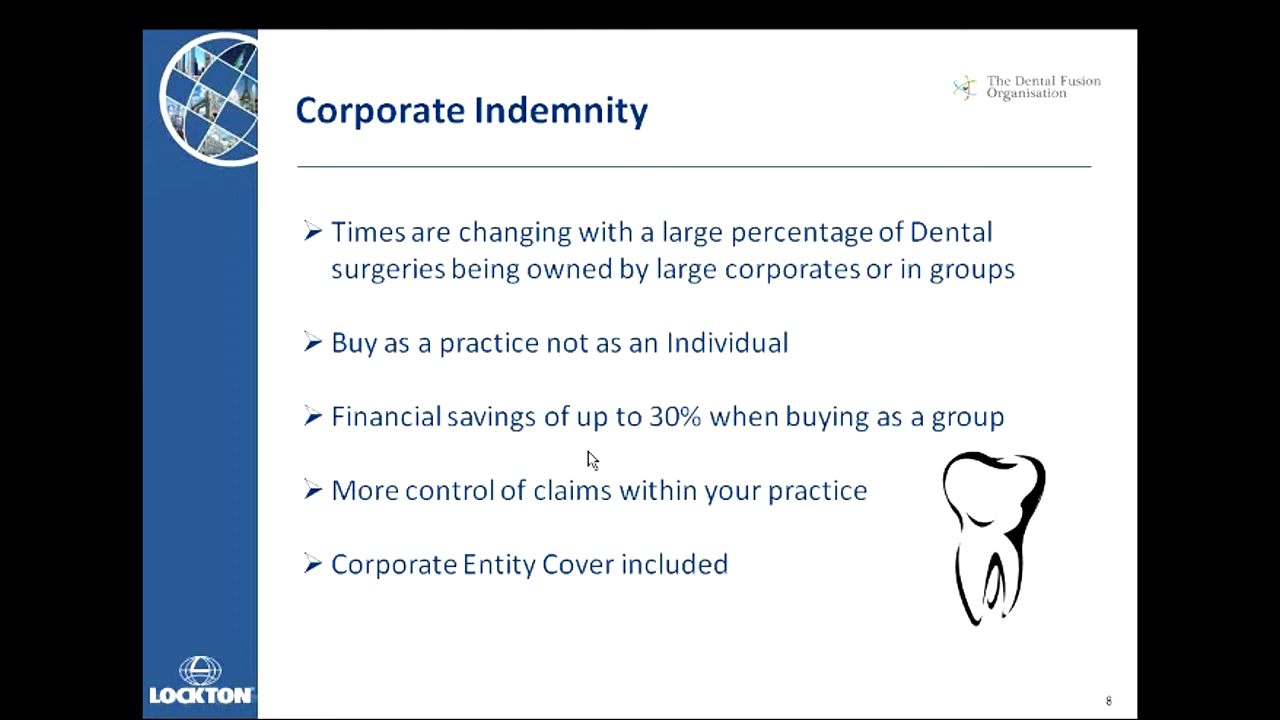 The Dental Fusion
Organisation
Corporate Indemnity
Times are changing with a large percentage of Dental
surgeries being owned by large corporates or in groups
Buy as a practice not as an Individual
Financial savings of up to 30% when buying as a group
More control of claims within your practice
Corporate Entity Cover included
LOCKTON
8